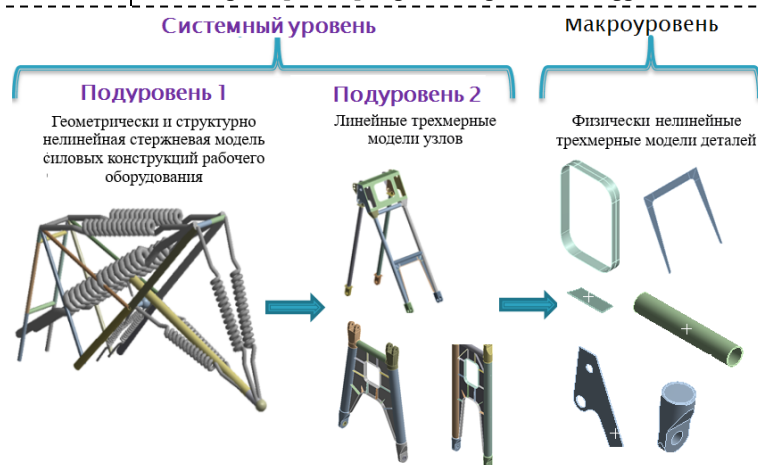 Системный уровень
макроуровень
Подуровень 1
Подуровень 2
Геометрически и структурно
нелинейная стержневая модель
силовых конструкций рабочего
оборудования
Линейные трехмерные
модели узлов
Физически нелинейные
трехмерные модели деталей